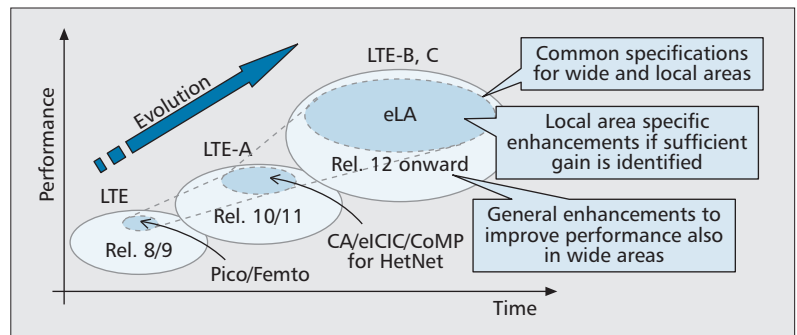 Performance
Time
Evolution
LTE
Rel. 8/9
Pico/Femto
LTE-A
Rel. 10/11
CA/eICIC/CoMP
for HetNet
LTE-B, C
eLA
Rel. 12 onward
Common specifications
for wide and local areas
Local area specific
enhancements if sufficient
gain is identified
General enhancements to
improve performance also
in wide areas